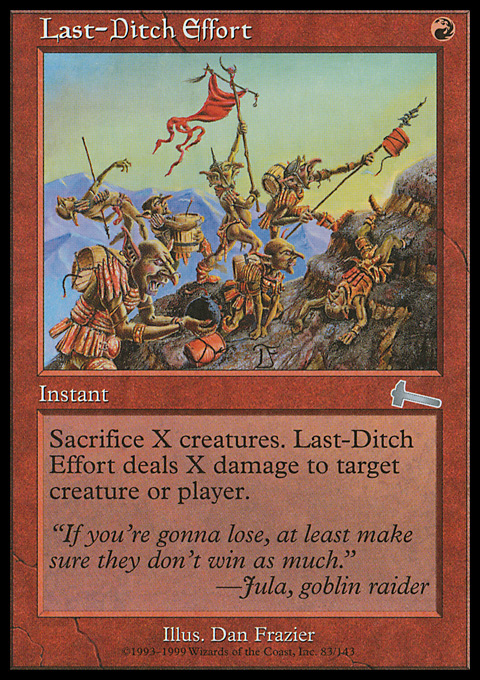 Last-Ditch Effort
Instant
Sacrifice X creatures. Last-Ditch
Effort deals X damage to target
creature or player.
“If you’re gonna lose, at least make
sure they don’t win as much.”
—Jula, goblin raider
Illus. Dan Frazier
©1993–1999 Wizards of the Coast, Inc. 83/143